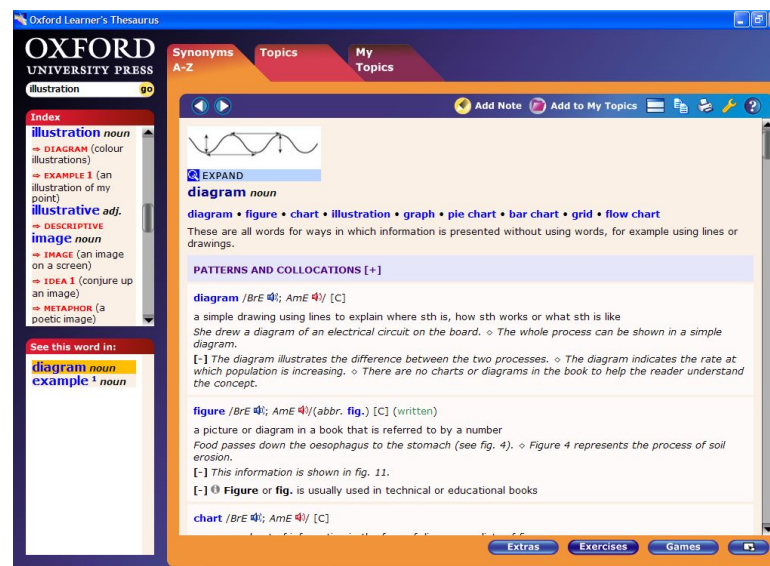 Oxford Learner's Thesaurus
OXFORD
UNIVERSITY PRESS
illustration go
Synonyms
A-Z
Topics
My
Topics
Add Note Add to My Topics
Index
illustration noun
⇒ DIAGRAM (colour
illustrations)
⇒ EXAMPLE 1 (an
illustration of my
point)
illustrative adj.
⇒ DESCRIPTIVE
image noun
⇒ IMAGE (an image
on a screen)
⇒ IDEA 1 (conjure up
an image)
⇒ METAPHOR (a
poetic image)
See this word in:
diagram noun
example 1 noun
EXPAND
diagram noun
diagram • figure • chart • illustration • graph • pie chart • bar chart • grid • flow chart
These are all words for ways in which information is presented without using words, for example using lines or
drawings.
PATTERNS AND COLLOCATIONS [+]
diagram /BrE ; AmE / [C]
a simple drawing using lines to explain where sth is, how sth works or what sth is like
She drew a diagram of an electrical circuit on the board. ⋄ The whole process can be shown in a simple
diagram.
[-] The diagram illustrates the difference between the two processes. ⋄ The diagram indicates the rate at
which population is increasing. ⋄ There are no charts or diagrams in the book to help the reader understand
the concept.
figure /BrE ; AmE /(abbr. fig.) [C] (written)
a picture or diagram in a book that is referred to by a number
Food passes down the oesophagus to the stomach (see fig. 4). ⋄ Figure 4 represents the process of soil
erosion.
[-] This information is shown in fig. 11.
[-] Figure or fig. is usually used in technical or educational books
chart /BrE ; AmE / [C]
Extras Exercises Games